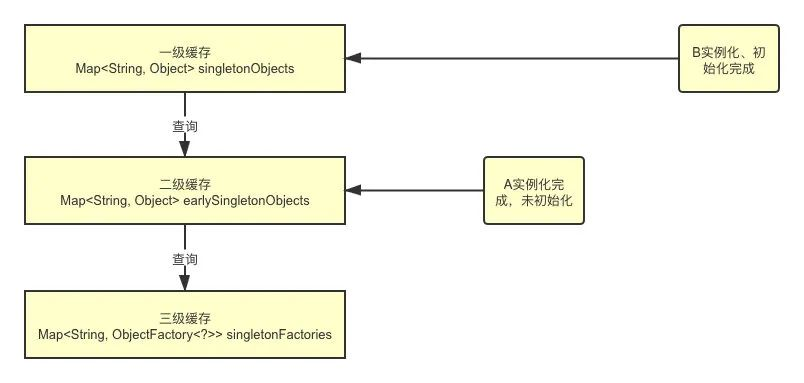 一级缓存
Map<String, Object> singletonObjects
B实例化、初
始化完成
查询
二级缓存
Map<String, Object> earlySingletonObjects
A实例化完
成，未初始化
查询
三级缓存
Map<String, ObjectFactory<?>> singletonFactories